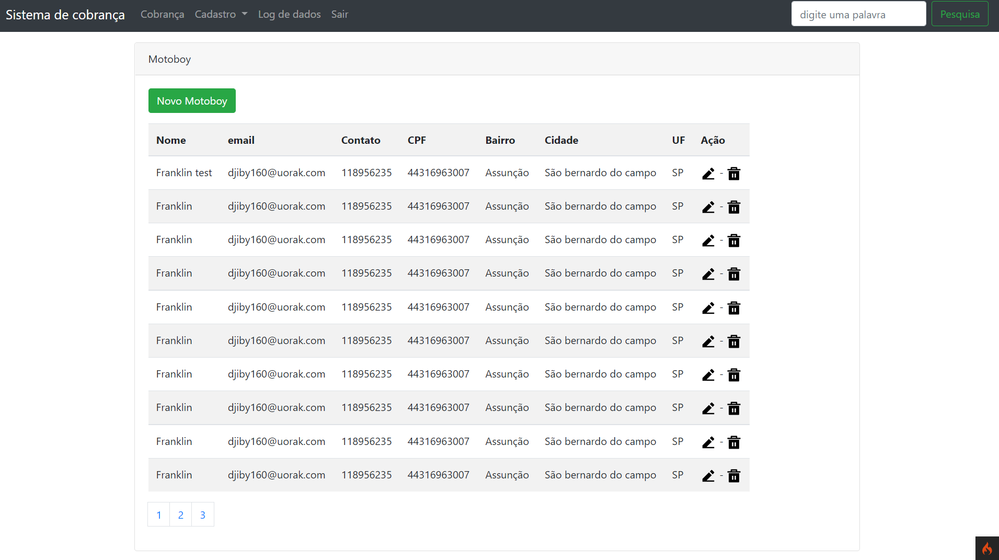 Sistema de cobrança Cobrança Cadastro Log de dados Sair digite uma palavra Pesquisa
Motoboy
Novo Motoboy
Nome email Contato CPF Bairro Cidade UF Ação
Franklin test djiby160@uorak.com 118956235 44316963007 Assunção São bernardo do campo SP -
Franklin djiby160@uorak.com 118956235 44316963007 Assunção São bernardo do campo SP -
Franklin djiby160@uorak.com 118956235 44316963007 Assunção São bernardo do campo SP -
Franklin djiby160@uorak.com 118956235 44316963007 Assunção São bernardo do campo SP -
Franklin djiby160@uorak.com 118956235 44316963007 Assunção São bernardo do campo SP -
Franklin djiby160@uorak.com 118956235 44316963007 Assunção São bernardo do campo SP -
Franklin djiby160@uorak.com 118956235 44316963007 Assunção São bernardo do campo SP -
Franklin djiby160@uorak.com 118956235 44316963007 Assunção São bernardo do campo SP -
Franklin djiby160@uorak.com 118956235 44316963007 Assunção São bernardo do campo SP -
Franklin djiby160@uorak.com 118956235 44316963007 Assunção São bernardo do campo SP -
1 2 3